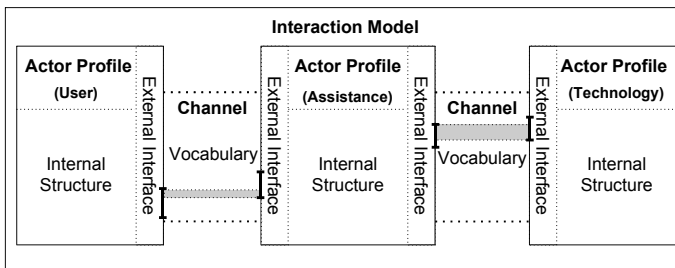 Interaction Model
Actor Profile
(User)
Internal
Structure
External Interface
Channel
Vocabulary
External Interface
Actor Profile
(Assistance)
Internal
Structure
External Interface
Channel
Vocabulary
External Interface
Actor Profile
(Technology)
Internal
Structure